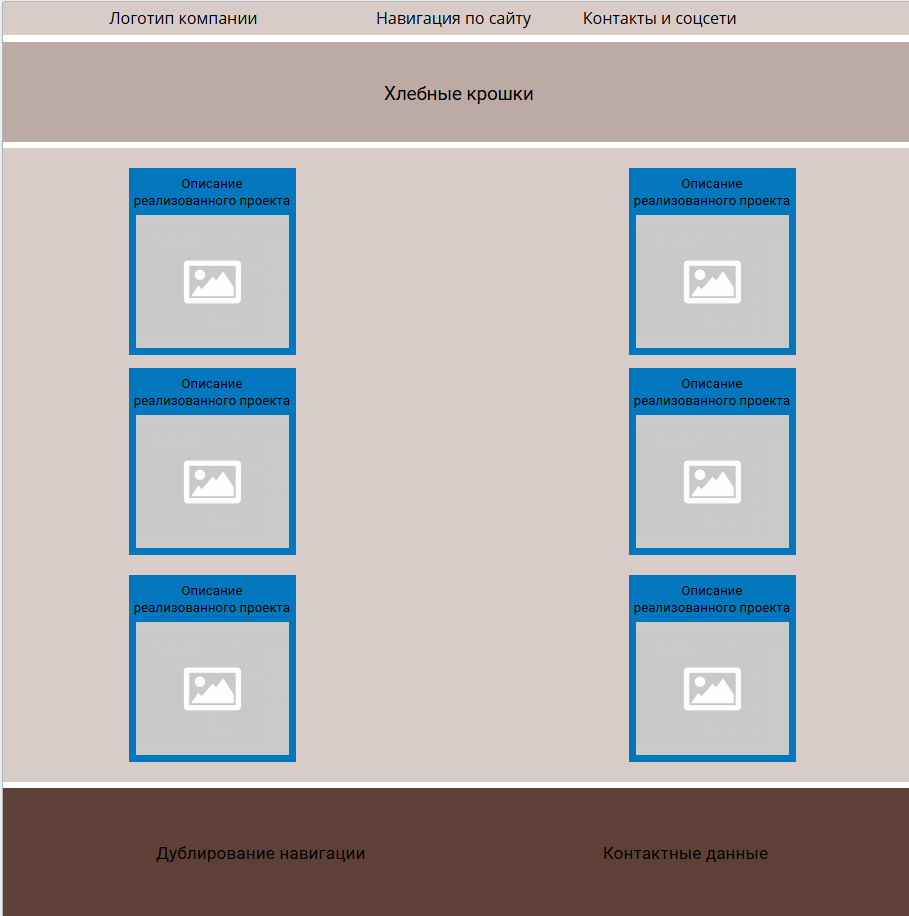 Логотип компании
Навигация по сайту
Контакты и соцсети
Хлебные крошки
Описание
реализованного проекта
Описание
реализованного проекта
Описание
реализованного проекта
Описание
реализованного проекта
Описание
реализованного проекта
Описание
реализованного проекта
Дублирование навигации
Контактные данные